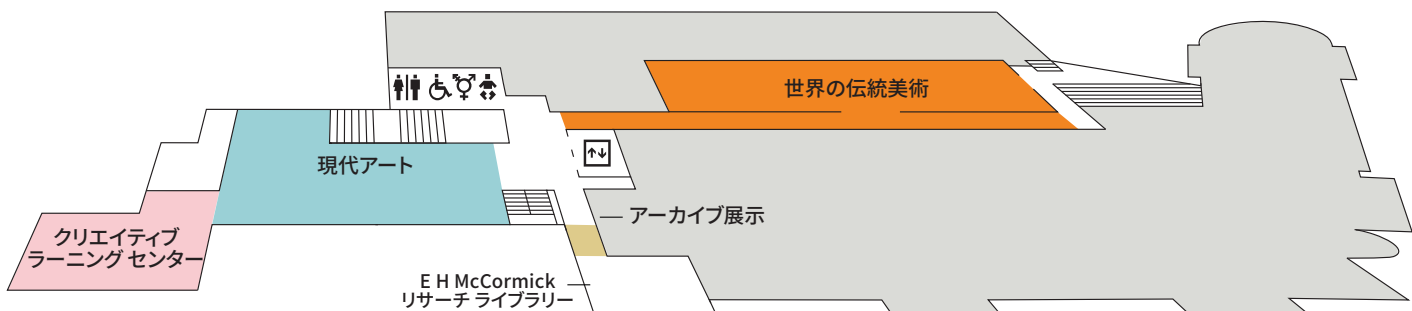 世界の伝統美術
現代アート
アーカイブ展示
クリエイティブ
ラーニング センター
E H McCormick
リサーチ ライブラリー